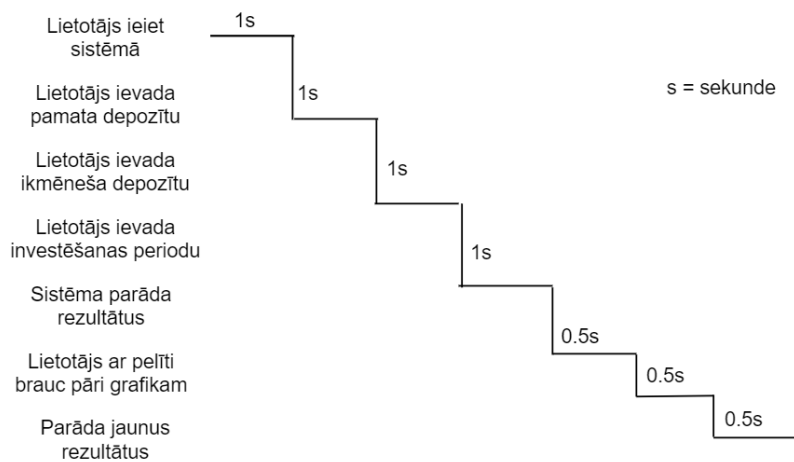 Lietotājs ieiet
sistēmā
1s
Lietotājs ievada
pamata depozītu
1s
s = sekunde
Lietotājs ievada
ikmēneša depozītu
1s
Lietotājs ievada
investēšanas periodu
1s
Sistēma parāda
rezultātus
0.5s
Lietotājs ar pelīti
brauc pāri grafikam
0.5s
Parāda jaunus
rezultātus
0.5s